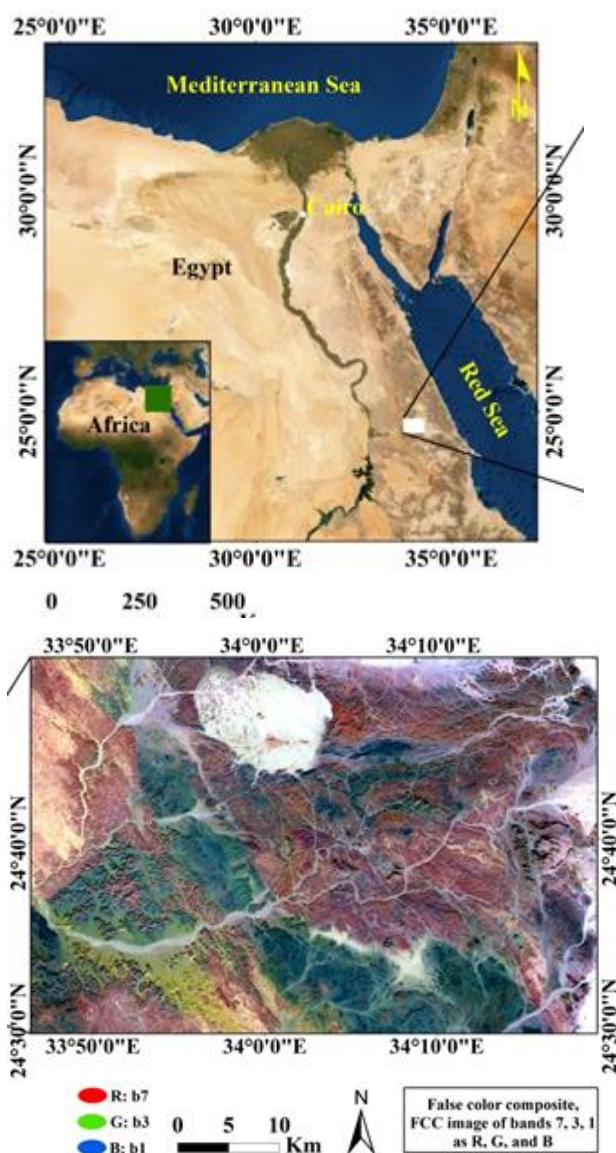 25°0'0"E 30°0'0"E 35°0'0"E
Mediterranean Sea
N
30°0'0"N
30°0'0"N
Cairo
Egypt
Red Sea
25°0'0"N
25°0'0"N
Africa
25°0'0"E 30°0'0"E 35°0'0"E
0 250 500
33°50'0"E 34°0'0"E 34°10'0"E
24°40'0"N
24°40'0"N
24°30'0"N
24°30'0"N
33°50'0"E 34°0'0"E 34°10'0"E
R: b7
G: b3
B: b1
0 5 10
Km
N
False color composite,
FCC image of bands 7, 3, 1
as R, G, and B